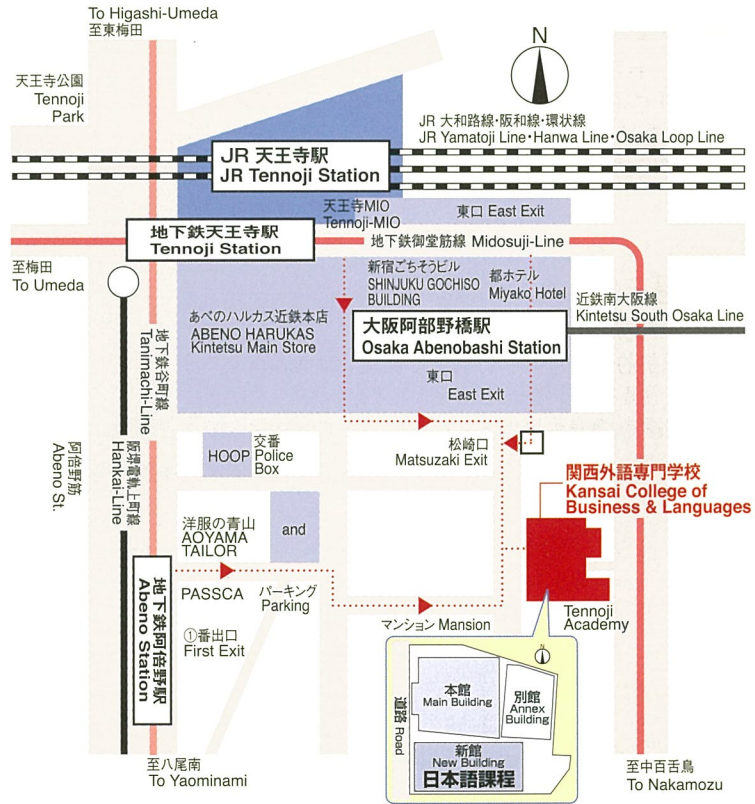 To Higashi-Umeda
至東梅田
N
天王寺公園
Tennoji
Park
JR 大和路線・阪和線・環状線
JR Yamatoji Line・Hanwa Line・Osaka Loop Line
JR 天王寺駅
JR Tennoji Station
天王寺MIO
Tennoji-MIO
東口 East Exit
地下鉄天王寺駅
Tennoji Station
地下鉄御堂筋線 Midosuji-Line
至梅田
To Umeda
新宿ごちそうビル
SHINJUKU GOCHISO
BUILDING
都ホテル
Miyako Hotel
近鉄南大阪線
Kintetsu South Osaka Line
あべのハルカス近鉄本店
ABENO HARUKAS
Kintetsu Main Store
大阪阿部野橋駅
Osaka Abenobashi Station
地下鉄谷町線
Tanimachi-Line
東口
East Exit
阿倍野筋
Abeno St.
阪堺電軌上町線
Hankai-Line
HOOP
交番
Police
Box
松崎口
Matsuzaki Exit
関西外語専門学校
Kansai College of
Business & Languages
洋服の青山
AOYAMA
TAILOR
and
地下鉄阿倍野駅
Abeno Station
PASSCA
パーキング
Parking
マンション Mansion
Tennoji
Academy
①番出口
First Exit
本館
Main Building
別館
Annex
Building
道路 Road
新館
New Building
日本語課程
至八尾南
To Yaominami
至中百舌鳥
To Nakamozu